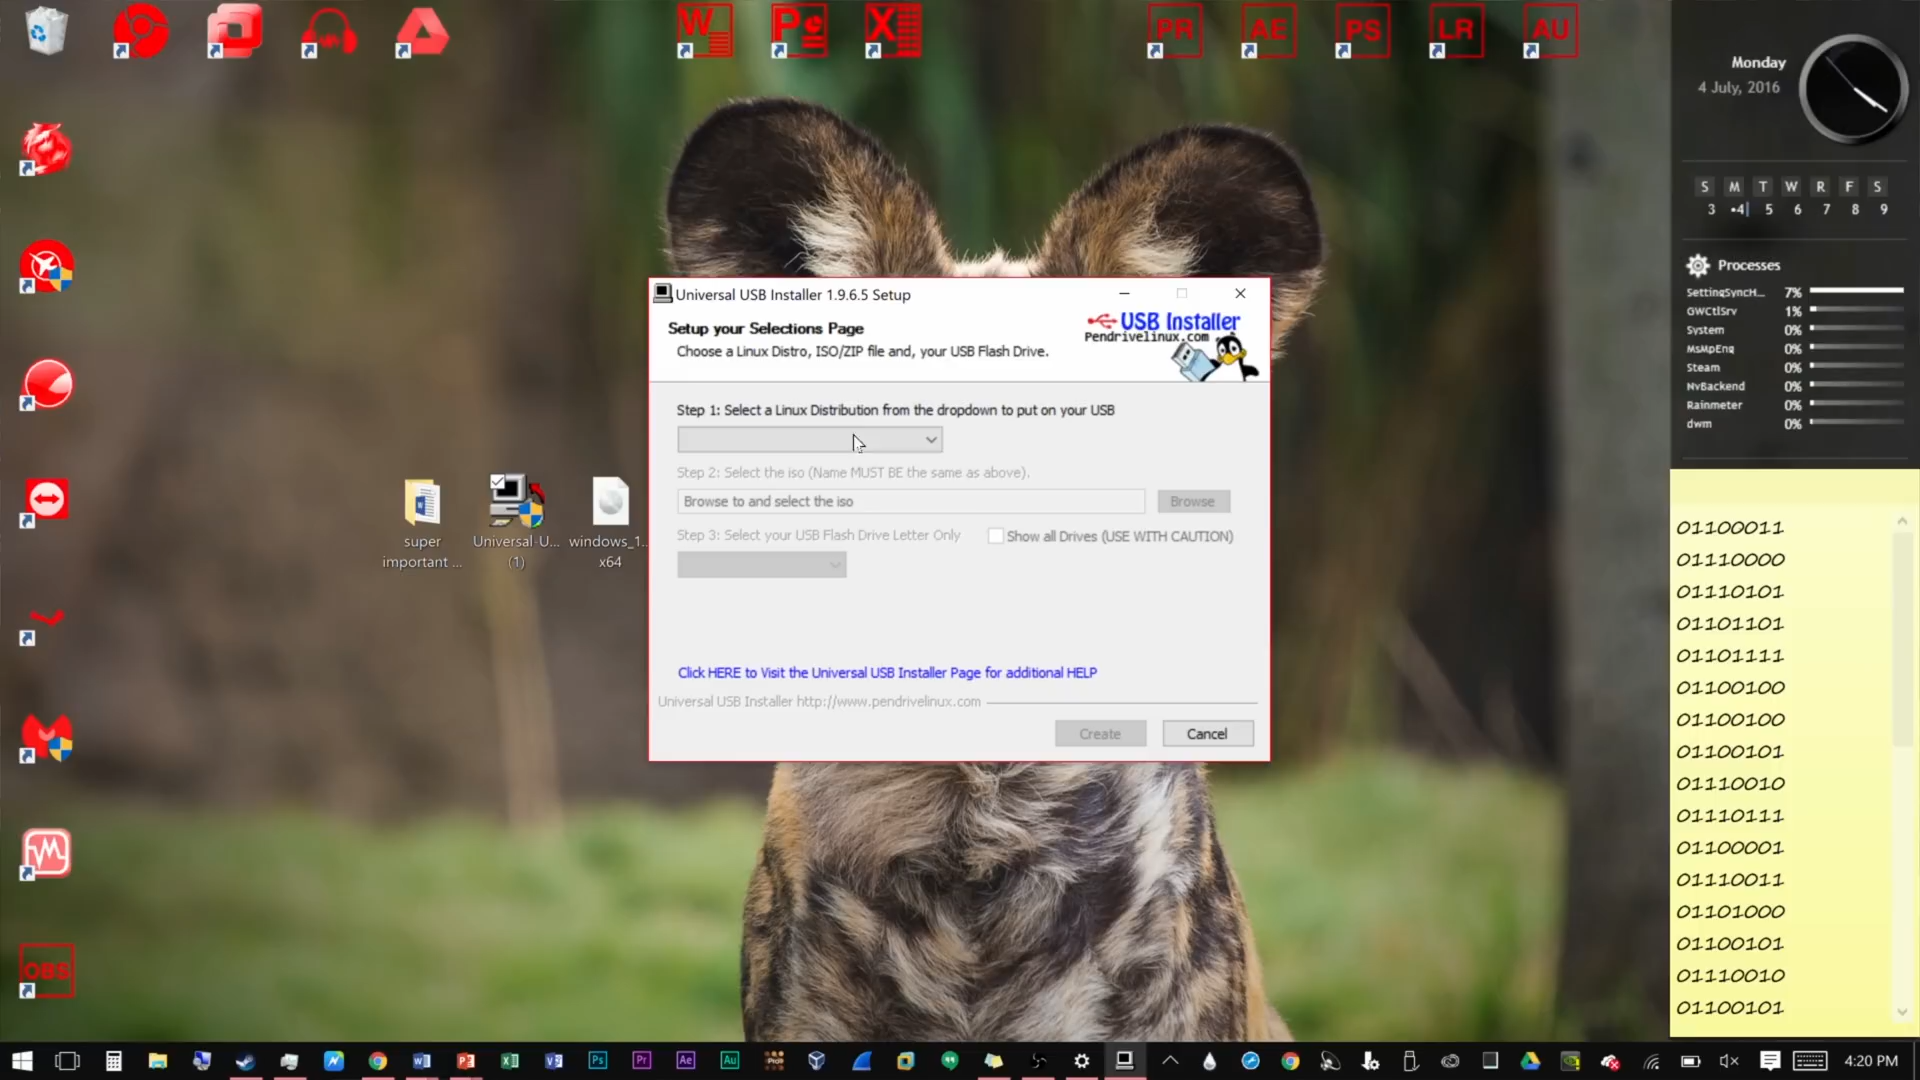 W
Pe
X
PR
AE
PS
LR
AU
OBS
super
important ...
Universal-U...
(1)
windows_1...
x64
Universal USB Installer 1.9.6.5 Setup
Setup your Selections Page
Choose a Linux Distro, ISO/ZIP file and, your USB Flash Drive.
USB Installer
Pendrivelinux.com
Step 1: Select a Linux Distribution from the dropdown to put on your USB
Step 2: Select the iso (Name MUST BE the same as above).
Browse to and select the iso
Browse
Step 3: Select your USB Flash Drive Letter Only
Show all Drives (USE WITH CAUTION)
Click HERE to Visit the Universal USB Installer Page for additional HELP
Universal USB Installer http://www.pendrivelinux.com
Create
Cancel
Monday
4 July, 2016
S M T W R F S
3 •4 5 6 7 8 9
Processes
SettingSyncH... 7%
GWCtlSrv 1%
System 0%
MsMpEng 0%
Steam 0%
NvBackend 0%
Rainmeter 0%
dwm 0%
01100011
01110000
01110101
01101101
01101111
01100100
01100100
01100101
01110010
01110111
01100001
01110011
01101000
01100101
01110010
01100101
Ps
Pr
Ae
Au
4:20 PM